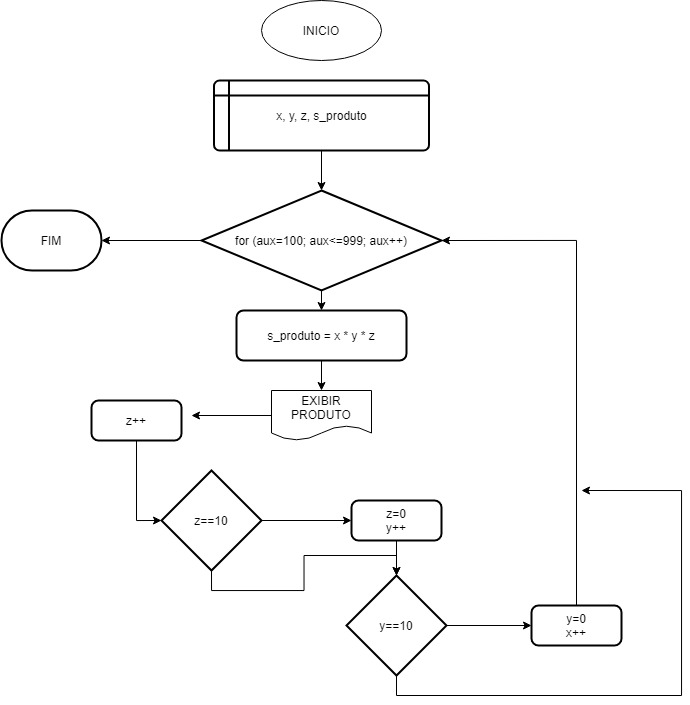 INICIO
x, y, z, s_produto
FIM
for (aux=100; aux<=999; aux++)
s_produto = x * y * z
EXIBIR
PRODUTO
z++
z==10
z=0
y++
y==10
y=0
x++